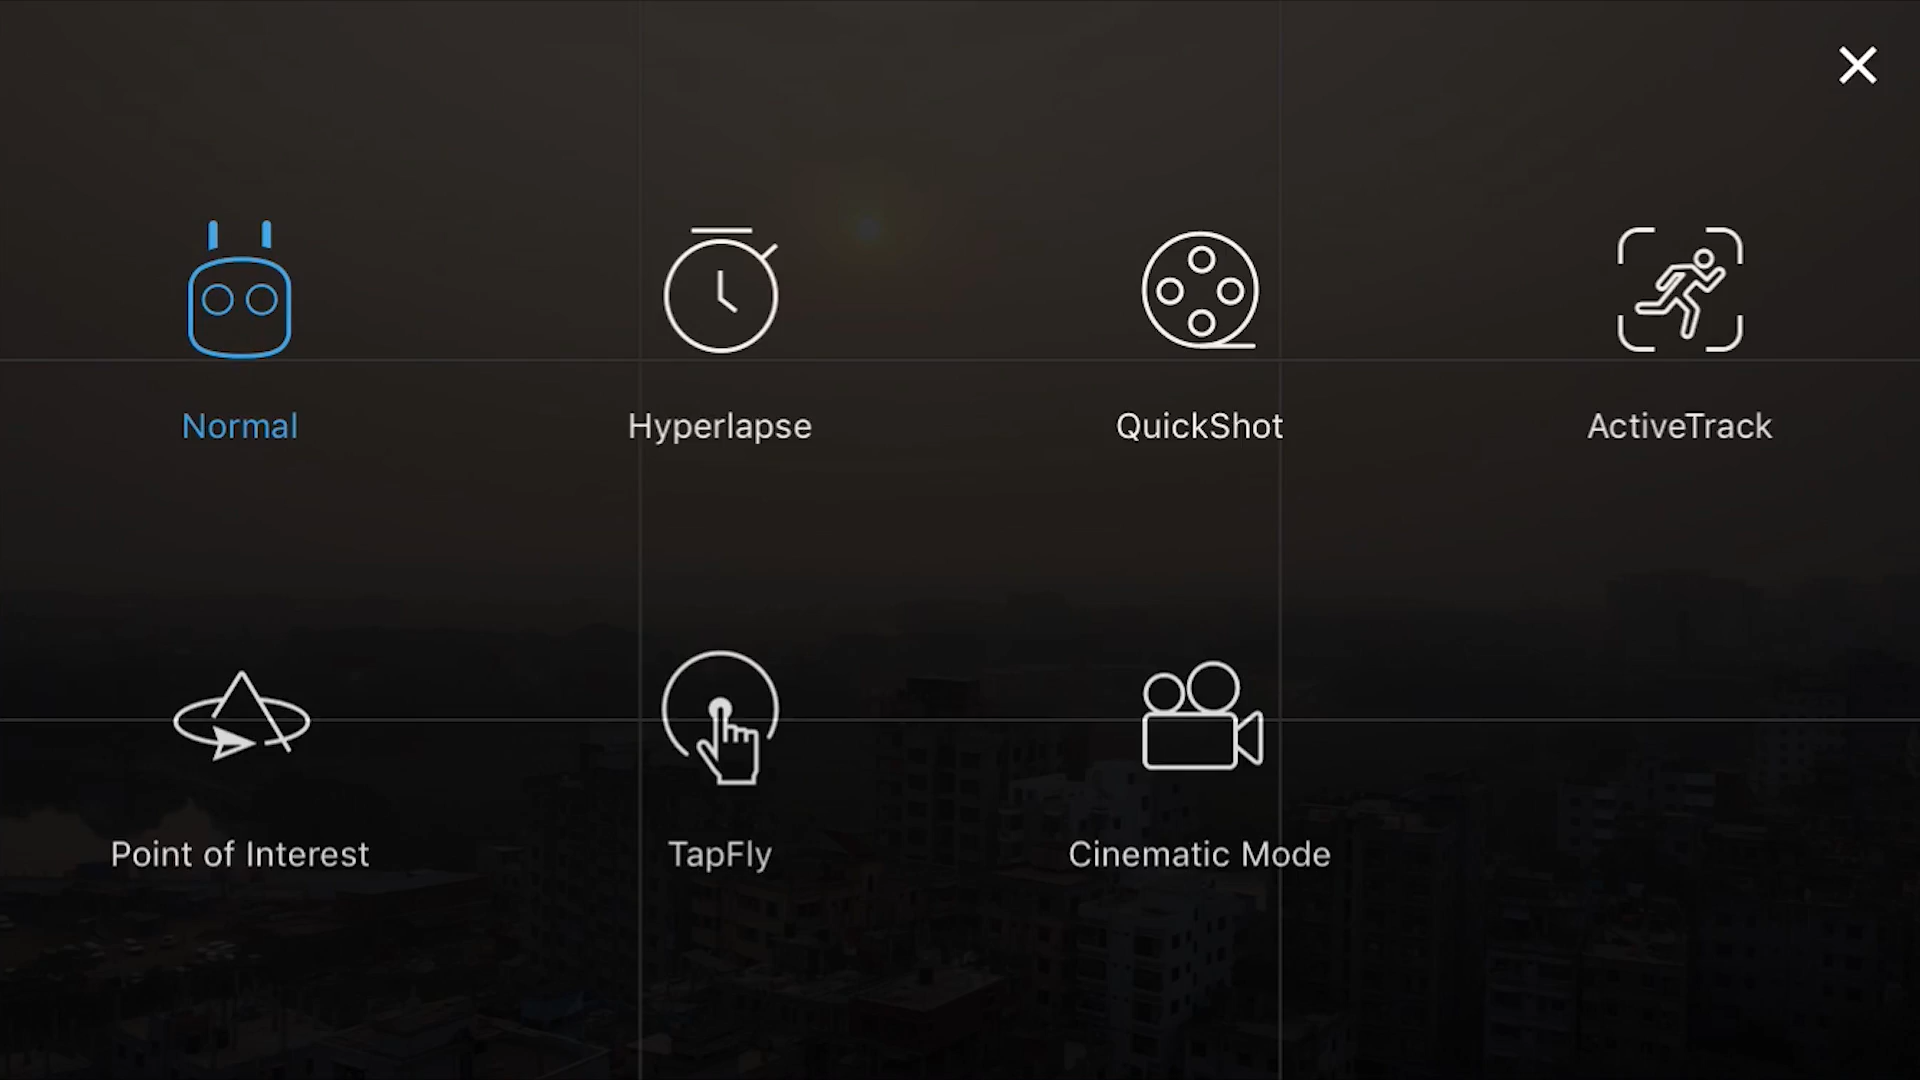 Normal
Hyperlapse
QuickShot
ActiveTrack
Point of Interest
TapFly
Cinematic Mode